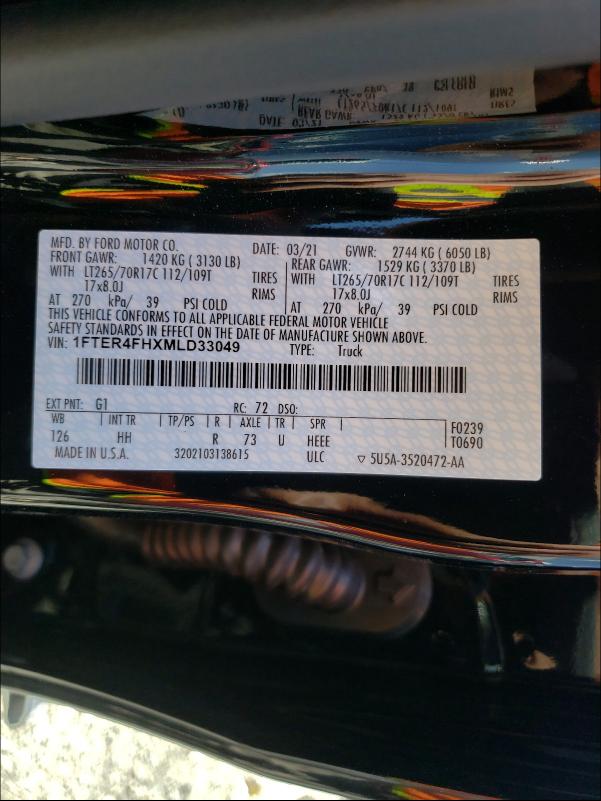 MFD. BY FORD MOTOR CO. DATE: 03/21 GVWR: 2744 KG ( 6050 LB)
FRONT GAWR: 1420 KG ( 3130 LB) REAR GAWR: 1529 KG ( 3370 LB)
WITH LT265/70R17C 112/109T TIRES WITH LT265/70R17C 112/109T TIRES
17x8.0J RIMS 17x8.0J RIMS
AT 270 kPa/ 39 PSI COLD AT 270 kPa/ 39 PSI COLD
THIS VEHICLE CONFORMS TO ALL APPLICABLE FEDERAL MOTOR VEHICLE
SAFETY STANDARDS IN EFFECT ON THE DATE OF MANUFACTURE SHOWN ABOVE.
VIN: 1FTER4FHXMLD33049 TYPE: Truck
EXT PNT: G1 RC: 72 DSO:
WB INT TR TP/PS R AXLE TR SPR F0239
126 HH R 73 U HEEE T0690
MADE IN U.S.A. 3202103138615 ULC ▽ 5U5A-3520472-AA